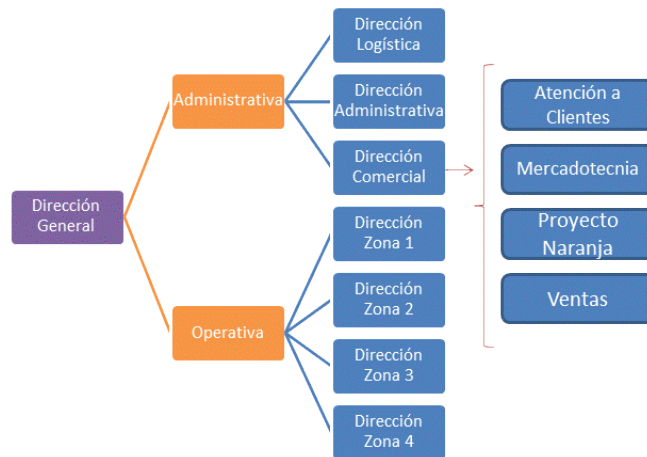 Dirección
General
Administrativa
Operativa
Dirección
Logística
Dirección
Administrativa
Dirección
Comercial
Dirección
Zona 1
Dirección
Zona 2
Dirección
Zona 3
Dirección
Zona 4
Atención a
Clientes
Mercadotecnia
Proyecto
Naranja
Ventas